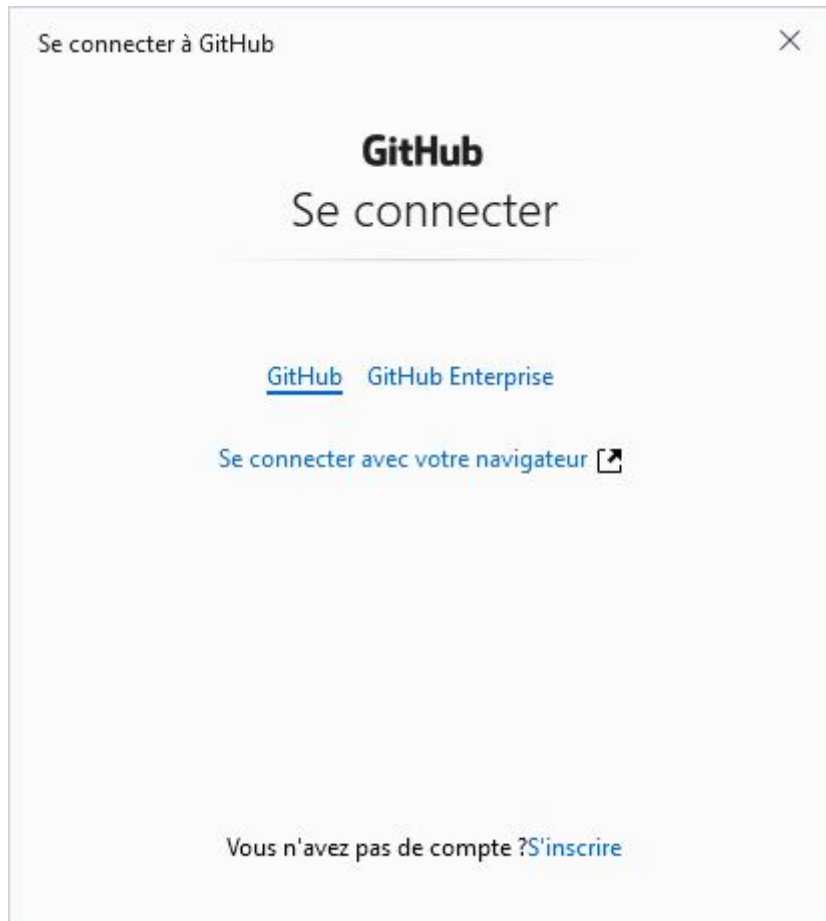 Se connecter à GitHub
GitHub
Se connecter
GitHub GitHub Enterprise
Se connecter avec votre navigateur
Vous n'avez pas de compte ?S'inscrire